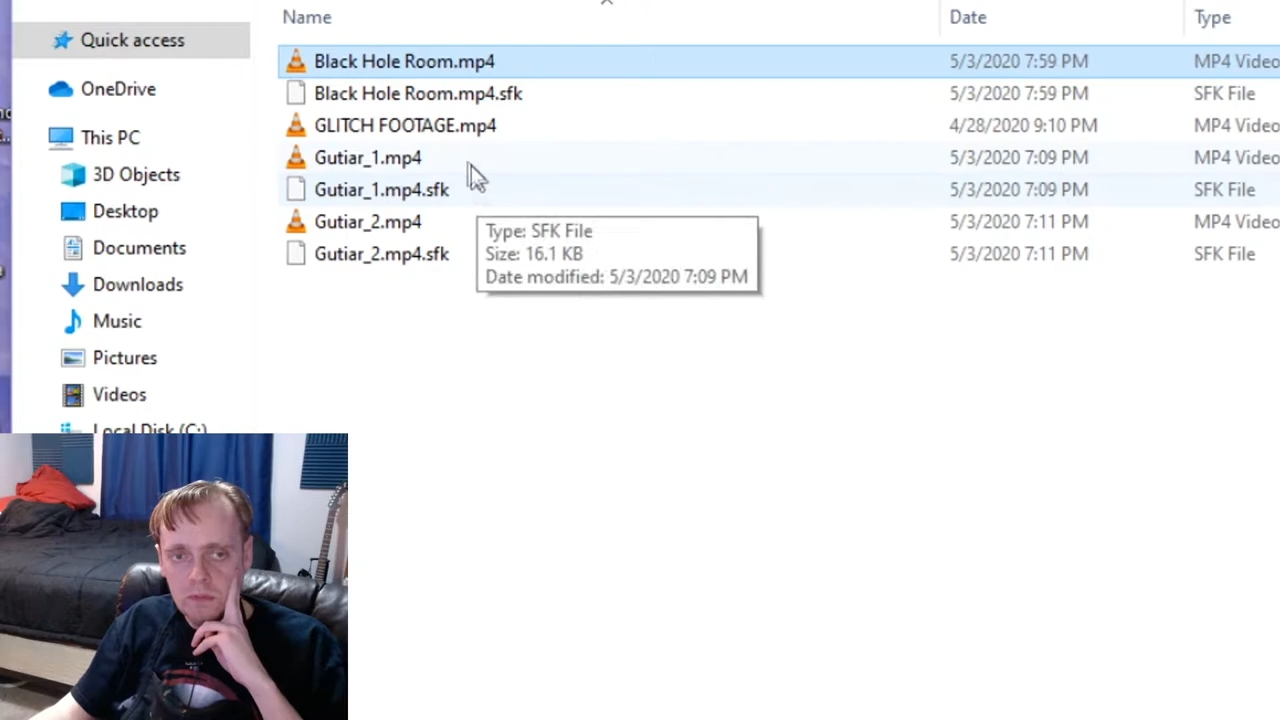 Name Date Type
Quick access
OneDrive
This PC
3D Objects
Desktop
Documents
Downloads
Music
Pictures
Videos
Local Disk (C:)
Black Hole Room.mp4 5/3/2020 7:59 PM MP4 Video
Black Hole Room.mp4.sfk 5/3/2020 7:59 PM SFK File
GLITCH FOOTAGE.mp4 4/28/2020 9:10 PM MP4 Video
Gutiar_1.mp4 5/3/2020 7:09 PM MP4 Video
Gutiar_1.mp4.sfk 5/3/2020 7:09 PM SFK File
Gutiar_2.mp4 5/3/2020 7:11 PM MP4 Video
Gutiar_2.mp4.sfk 5/3/2020 7:11 PM SFK File
Type: SFK File
Size: 16.1 KB
Date modified: 5/3/2020 7:09 PM